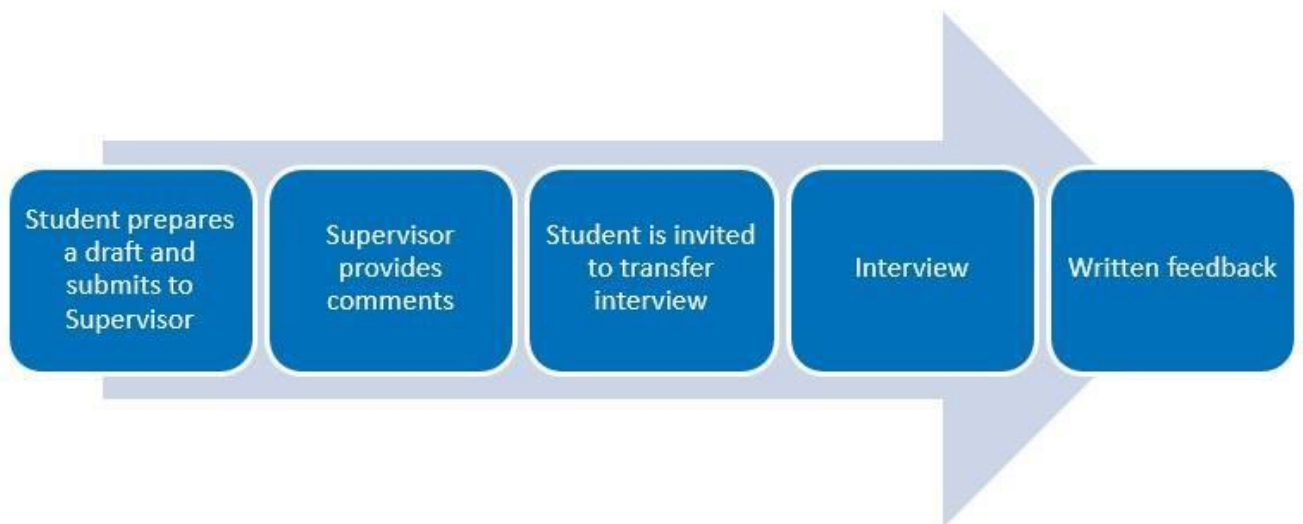 Student prepares
a draft and
submits to
Supervisor
Supervisor
provides
comments
Student is invited
to transfer
interview
Interview
Written feedback